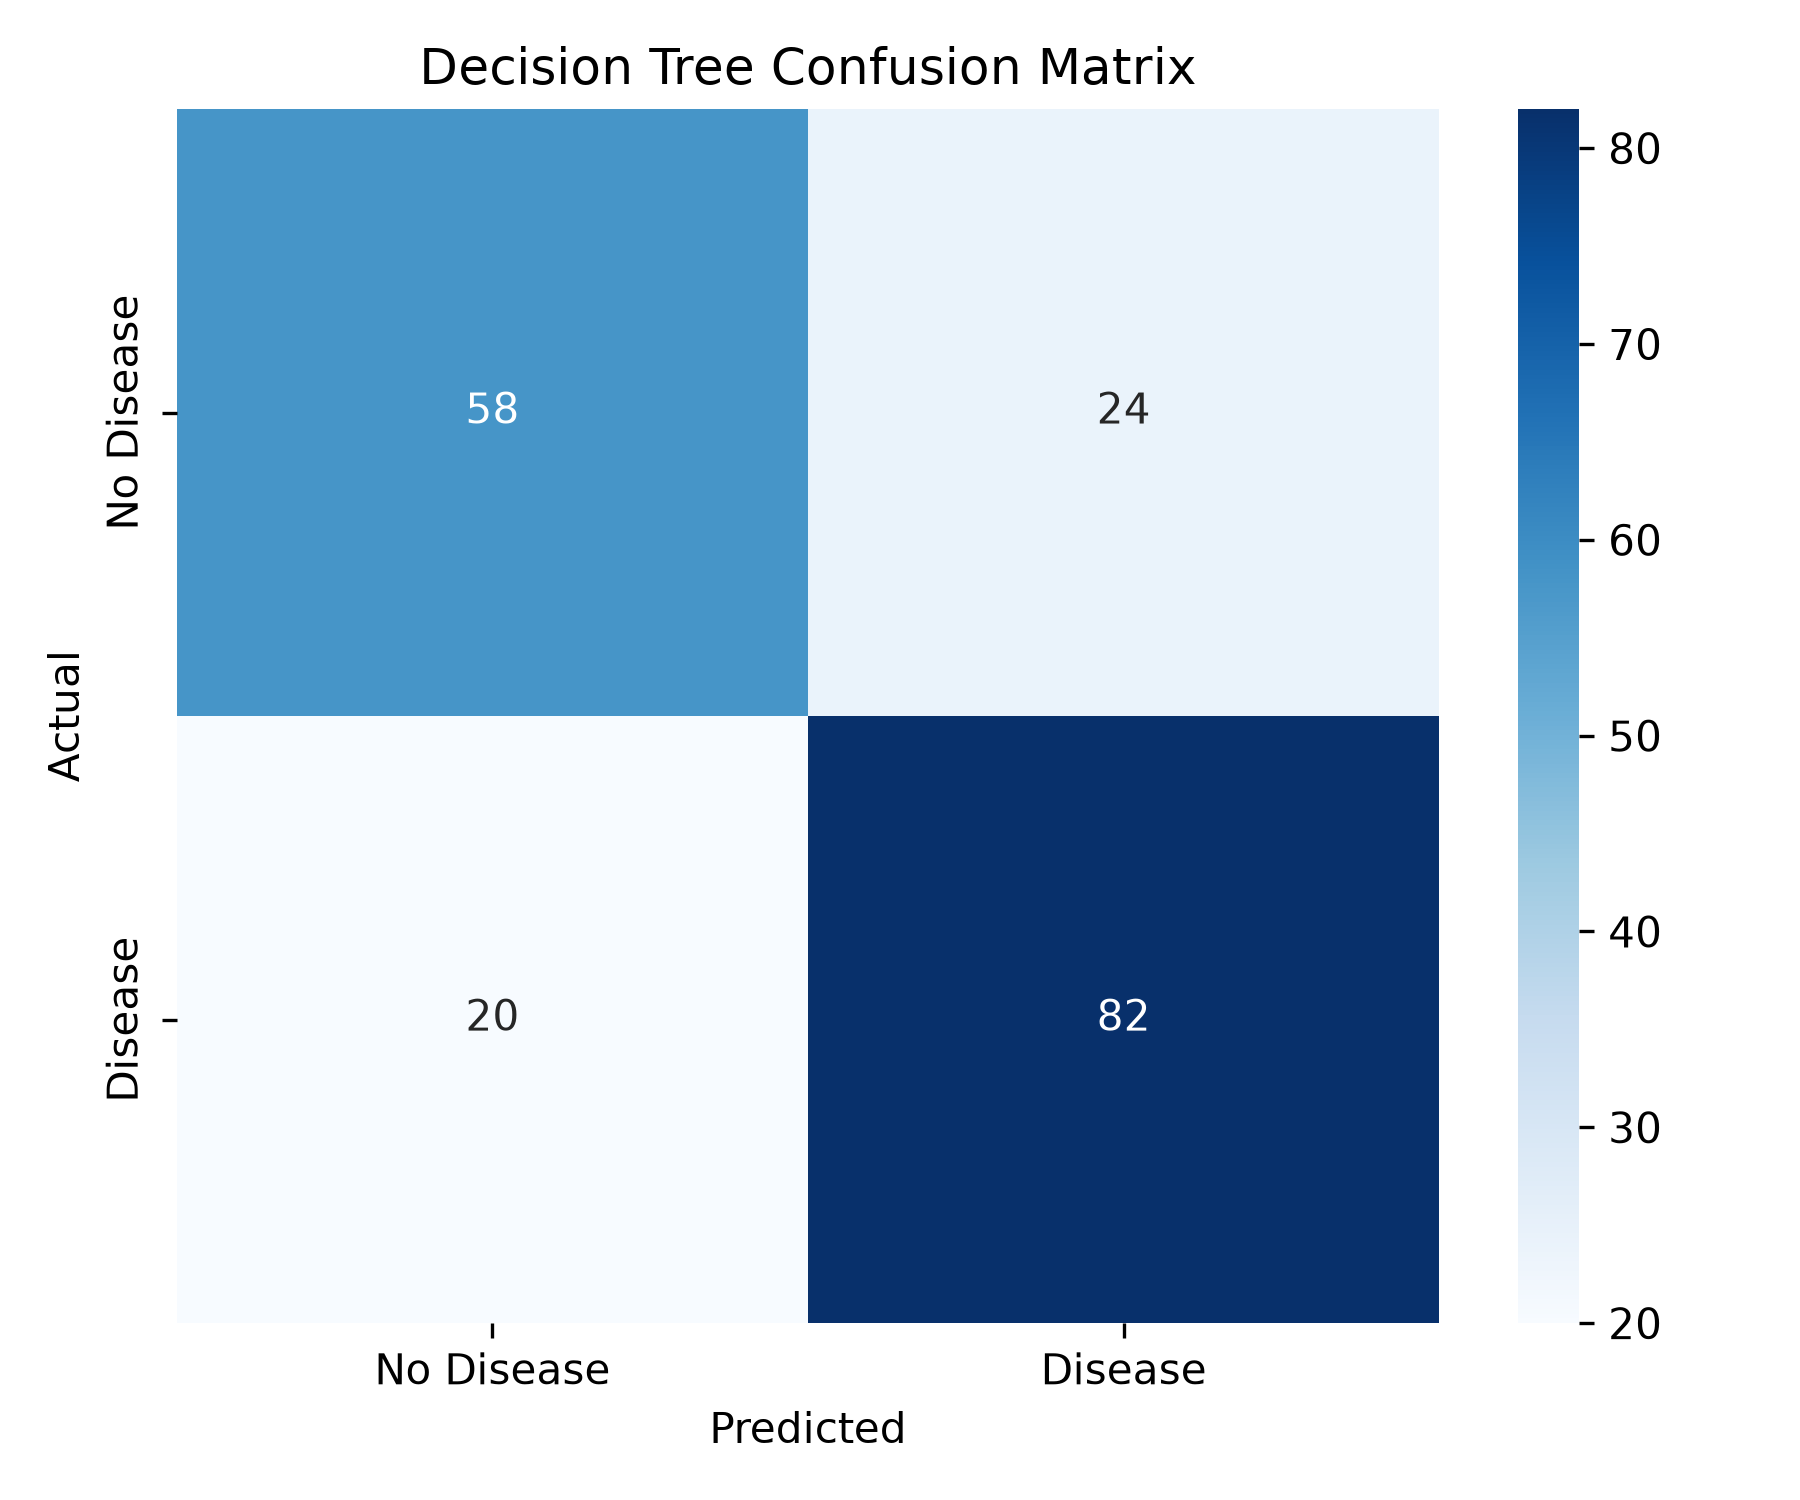 Decision Tree Confusion Matrix
No Disease
58
24
Actual
Disease
20
82
No Disease
Disease
Predicted
80
70
60
50
40
30
20